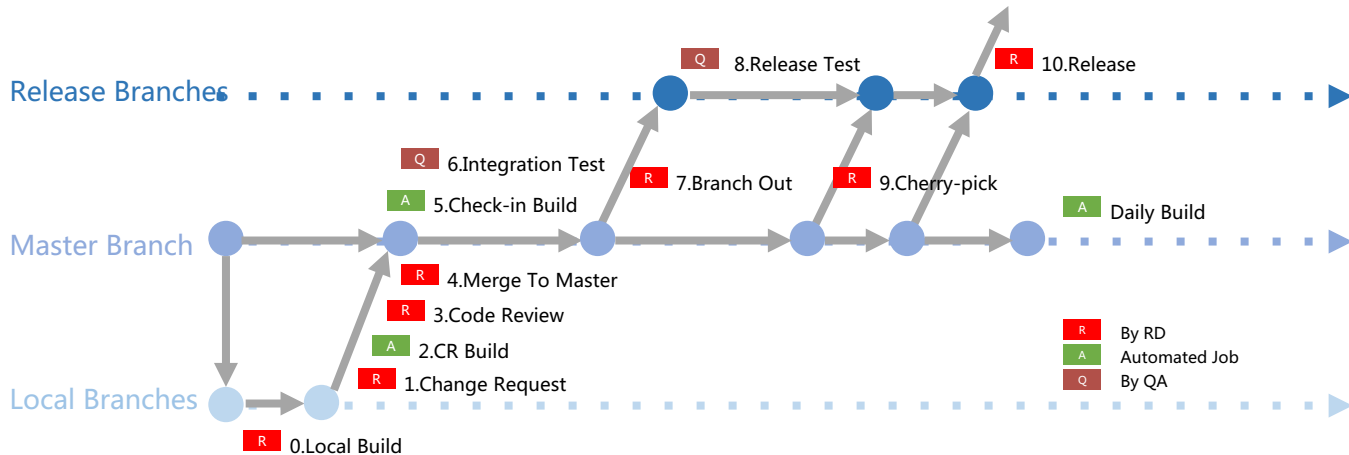 Q 8.Release Test
R 10.Release
Release Branches
Q 6.Integration Test
R 7.Branch Out
R 9.Cherry-pick
A 5.Check-in Build
A Daily Build
Master Branch
R 4.Merge To Master
R 3.Code Review
A 2.CR Build
R 1.Change Request
R By RD
A Automated Job
Q By QA
Local Branches
R 0.Local Build